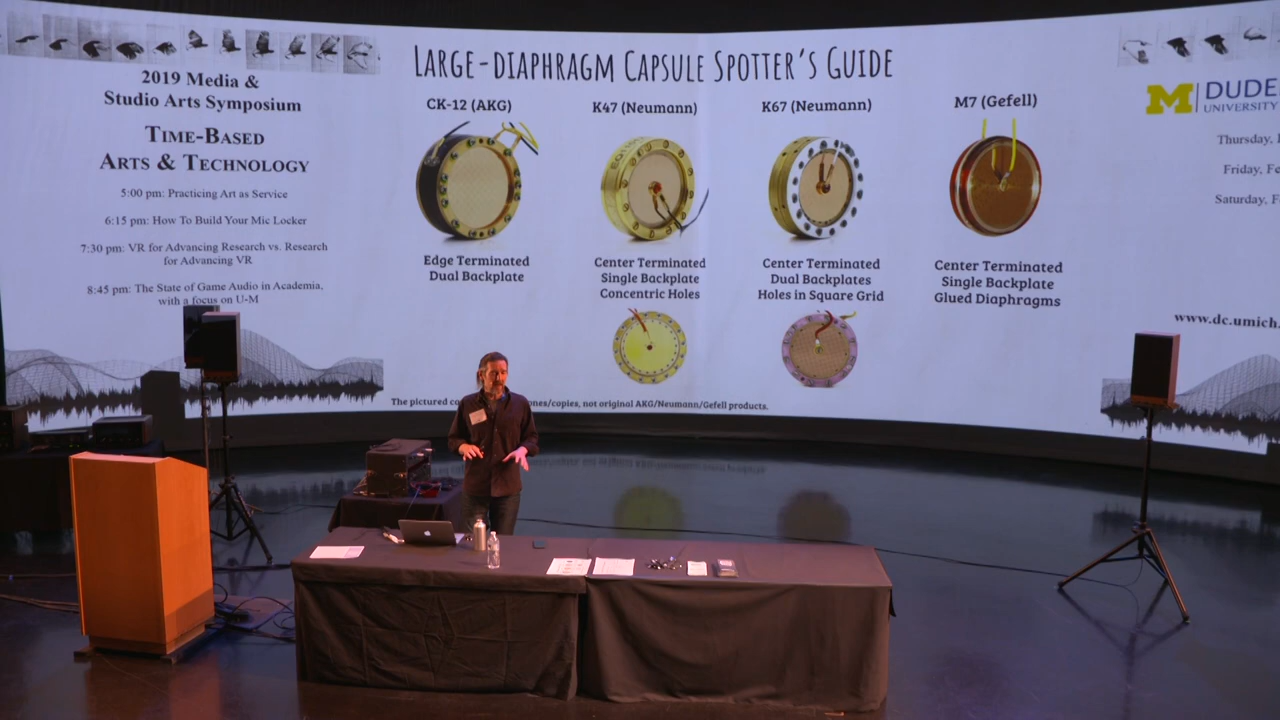 2019 Media &
Studio Arts Symposium
TIME-BASED
ARTS & TECHNOLOGY
5:00 pm: Practicing Art as Service
6:15 pm: How To Build Your Mic Locker
7:30 pm: VR for Advancing Research vs. Research
for Advancing VR
8:45 pm: The State of Game Audio in Academia,
with a focus on U-M
LARGE-DIAPHRAGM CAPSULE SPOTTER'S GUIDE
CK-12 (AKG)
Edge Terminated
Dual Backplate
K47 (Neumann)
Center Terminated
Single Backplate
Concentric Holes
K67 (Neumann)
Center Terminated
Dual Backplates
Holes in Square Grid
M7 (Gefell)
Center Terminated
Single Backplate
Glued Diaphragms
The pictured ones/copies, not original AKG/Neumann/Gefell products.
M DUDE
UNIVERSITY
Thursday,
Friday, Fe
Saturday, F
www.dc.umich.